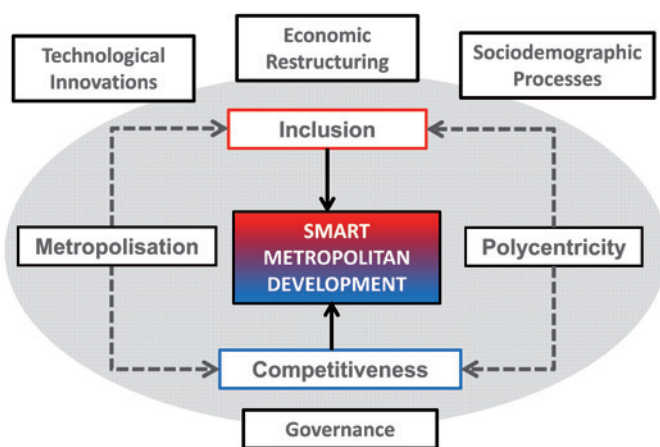 Technological
Innovations
Economic
Restructuring
Sociodemographic
Processes
Inclusion
Metropolisation
SMART
METROPOLITAN
DEVELOPMENT
Polycentricity
Competitiveness
Governance